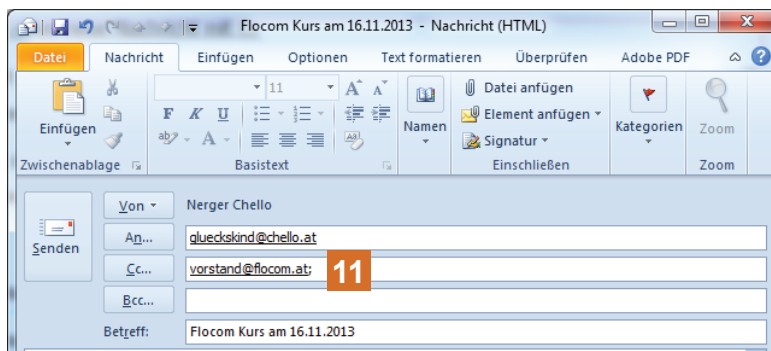 Flocom Kurs am 16.11.2013 - Nachricht (HTML)
Datei Nachricht Einfügen Optionen Text formatieren Überprüfen Adobe PDF
Einfügen
Zwischenablage
11
F K U
ab
A
Aa
Basistext
Namen
Datei anfügen
Element anfügen
Signatur
Einschließen
Kategorien
Zoom
Zoom
Senden
Von Nerger Chello
An... glueckskind@chello.at
Cc... vorstand@flocom.at; 11
Bcc...
Betreff: Flocom Kurs am 16.11.2013